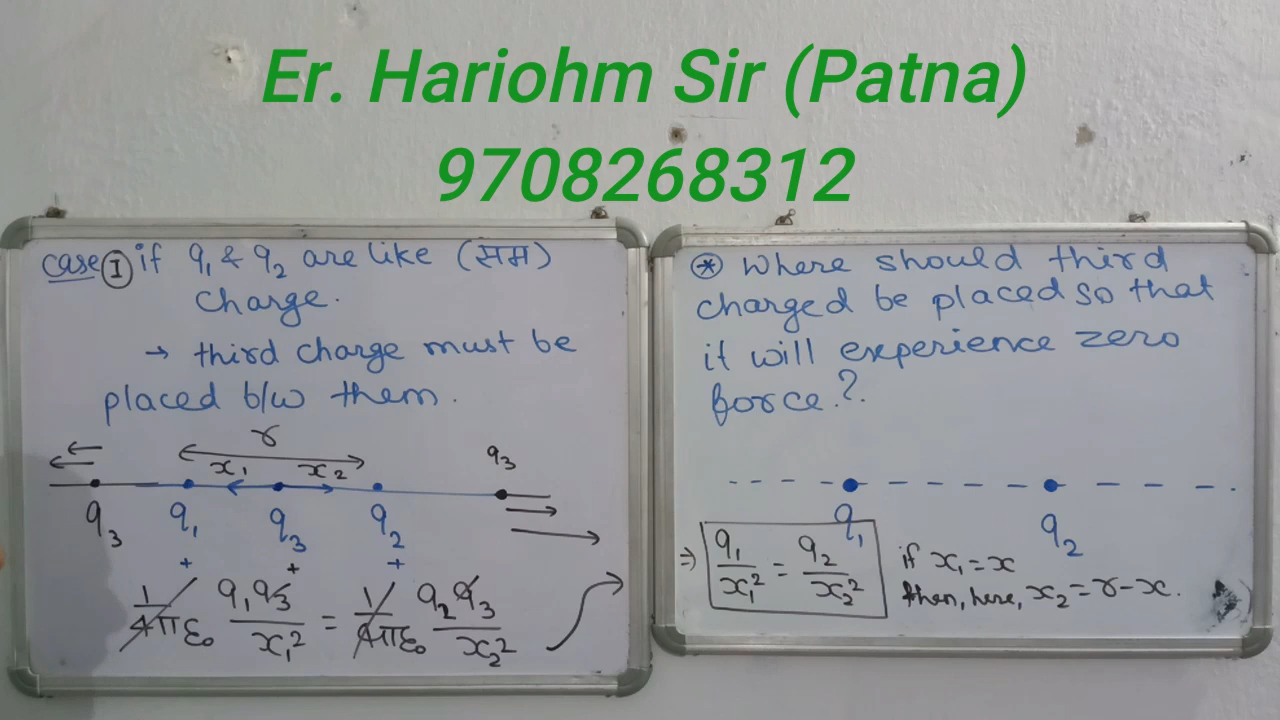 Er. Hariohm Sir (Patna)
9708268312
case (I) if q₁ & q₂ are like (सम)
Charge.
→ third charge must be
placed b/w them.
r
x₁ x₂
q₃
q₃ q₁ q₃ q₂
+ + +
1/4πε₀ q₁q₃/x₁² = 1/4πε₀ q₂q₃/x₂²
(*) Where should third
charged be placed so that
it will experience zero
force.?
q₁ q₂
⇒ q₁/x₁² = q₂/x₂²
if x₁ = x
then, here, x₂ = r - x.